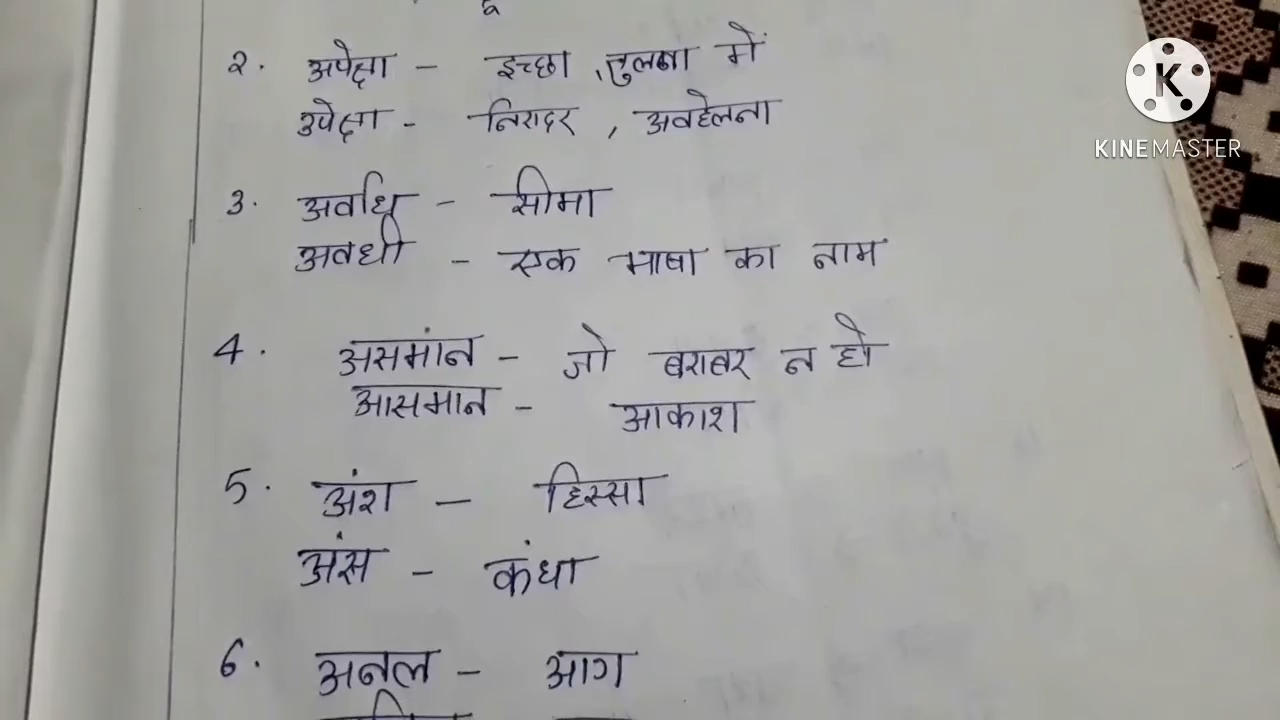 २. अपेक्षा - इच्छा , तुलना में
उपेक्षा - निरादर , अवहेलना
3. अवधि - सीमा
अवधी - एक भाषा का नाम
4. असमांन - जो बराबर न हो
आसमान - आकाश
5. अंश - हिस्सा
अंस - कंधा
6. अनल - आग
K
KINEMASTER